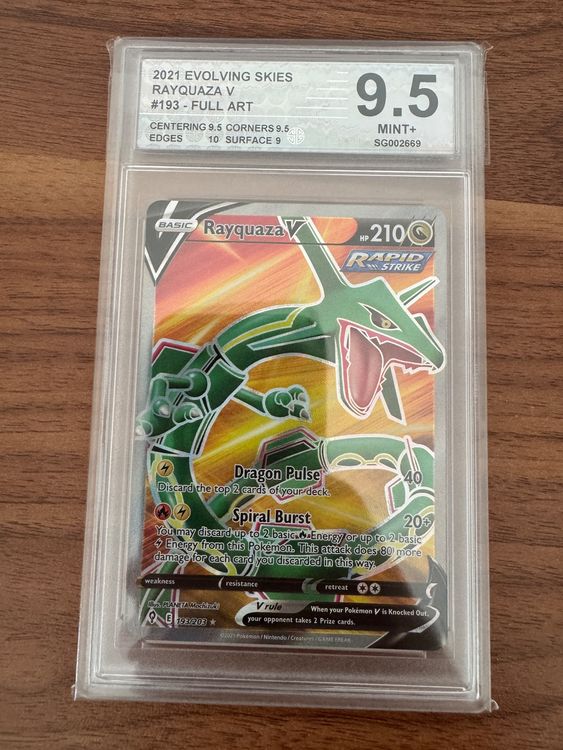 2021 EVOLVING SKIES
RAYQUAZA V
#193 - FULL ART
CENTERING 9.5 CORNERS 9.5
EDGES 10 SURFACE 9
9.5
MINT+
SG002669
BASIC Rayquaza V HP 210
RAPID STRIKE
Dragon Pulse 40
Discard the top 2 cards of your deck.
Spiral Burst 20+
You may discard up to 2 basic Energy or up to 2 basic
Energy from this Pokémon. This attack does 80 more
damage for each card you discarded in this way.
weakness resistance retreat
Illus. PLANETA Mochizuki
V rule When your Pokémon V is Knocked Out,
your opponent takes 2 Prize cards.
E 193/203
©2021 Pokémon / Nintendo / Creatures / GAME FREAK